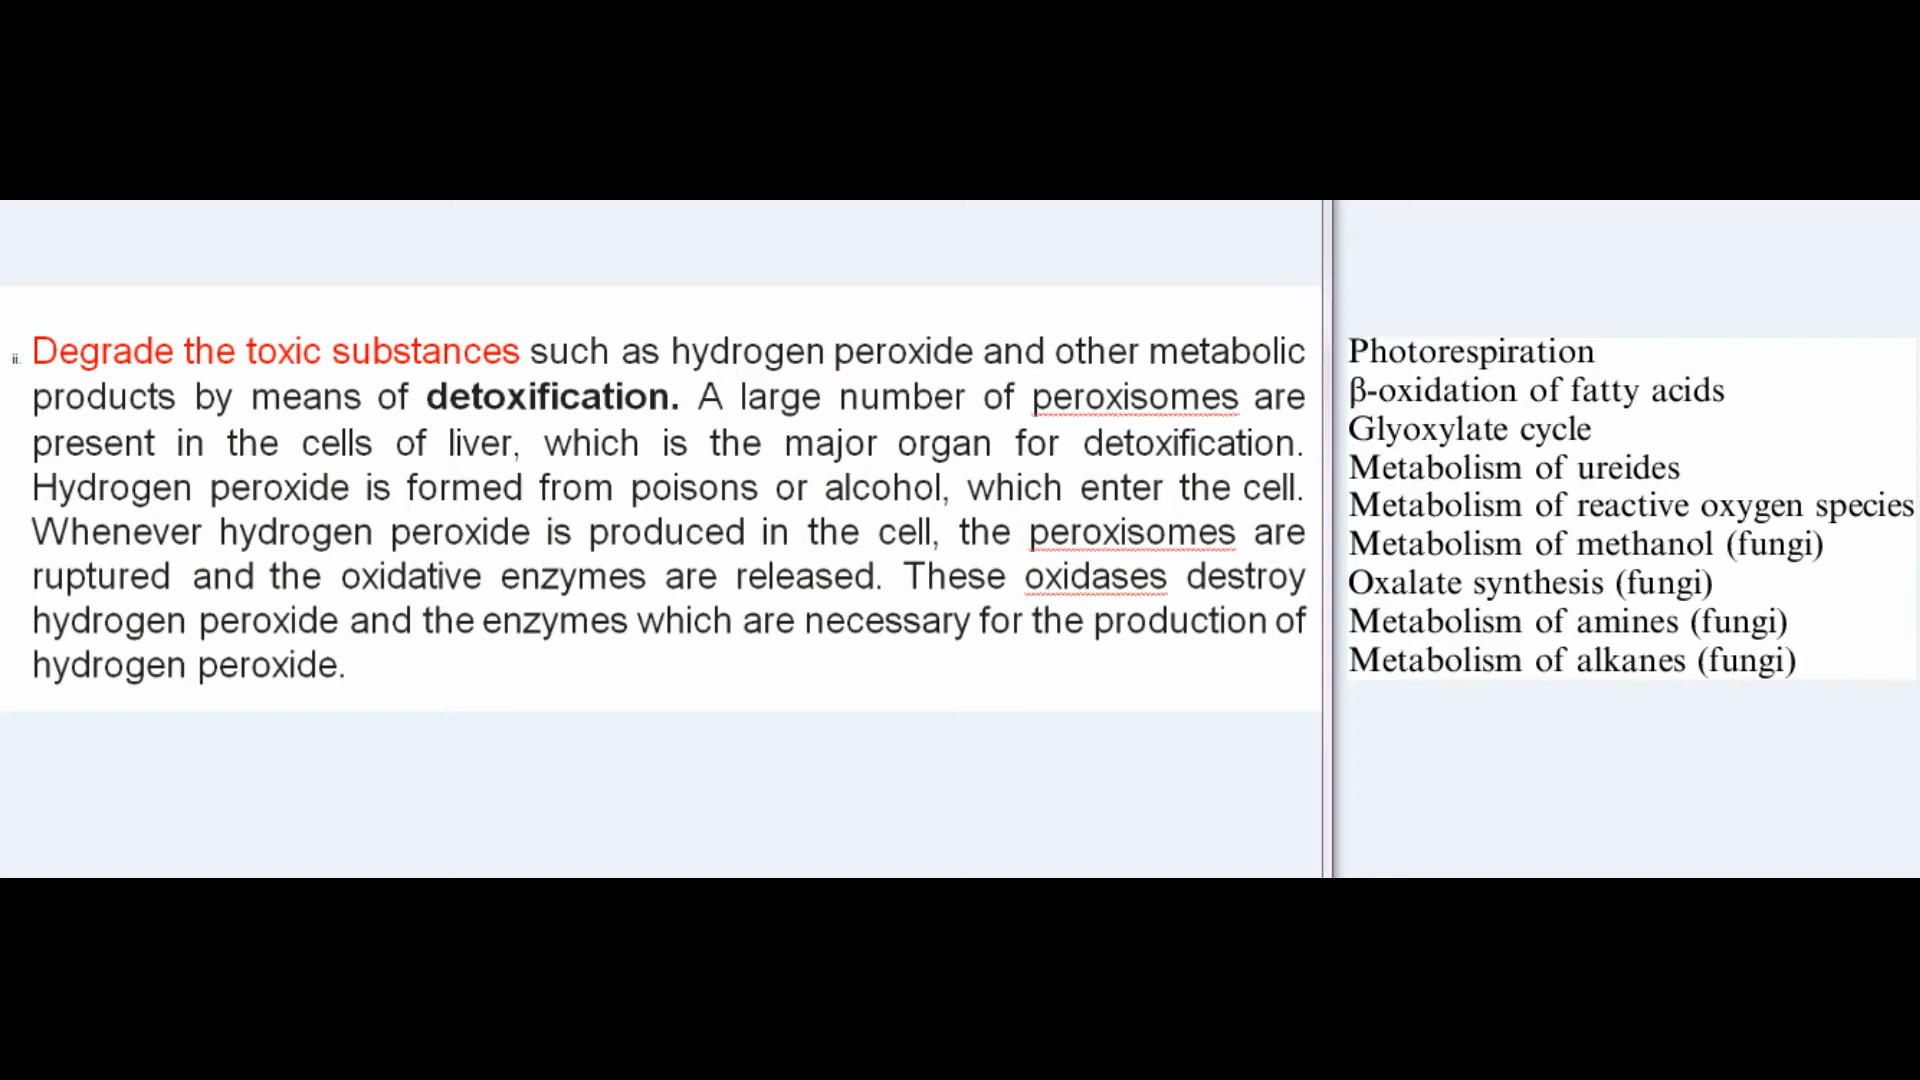 ii. Degrade the toxic substances such as hydrogen peroxide and other metabolic
products by means of detoxification. A large number of peroxisomes are
present in the cells of liver, which is the major organ for detoxification.
Hydrogen peroxide is formed from poisons or alcohol, which enter the cell.
Whenever hydrogen peroxide is produced in the cell, the peroxisomes are
ruptured and the oxidative enzymes are released. These oxidases destroy
hydrogen peroxide and the enzymes which are necessary for the production of
hydrogen peroxide.
Photorespiration
β-oxidation of fatty acids
Glyoxylate cycle
Metabolism of ureides
Metabolism of reactive oxygen species
Metabolism of methanol (fungi)
Oxalate synthesis (fungi)
Metabolism of amines (fungi)
Metabolism of alkanes (fungi)